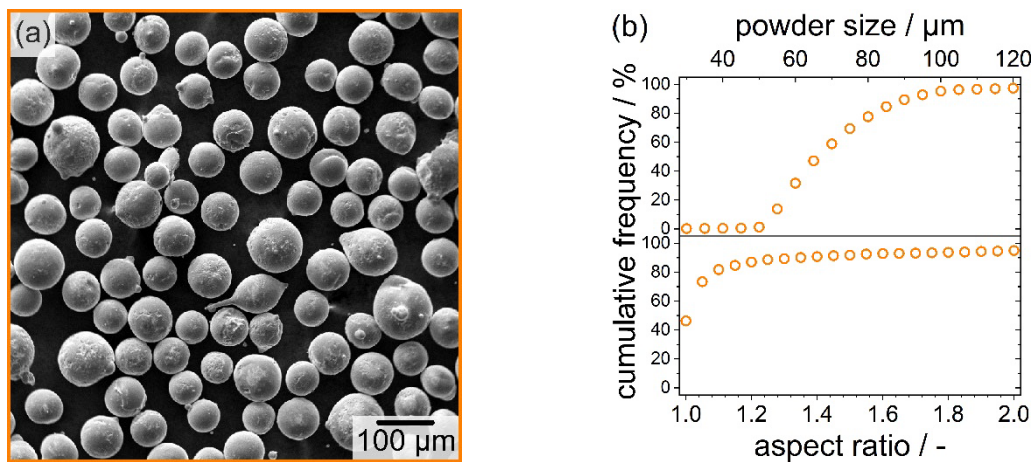 (a)
100 µm
(b)
powder size / µm
40 60 80 100 120
cumulative frequency / %
100
80
60
40
20
0
100
80
60
40
20
0
1.0 1.2 1.4 1.6 1.8 2.0
aspect ratio / -